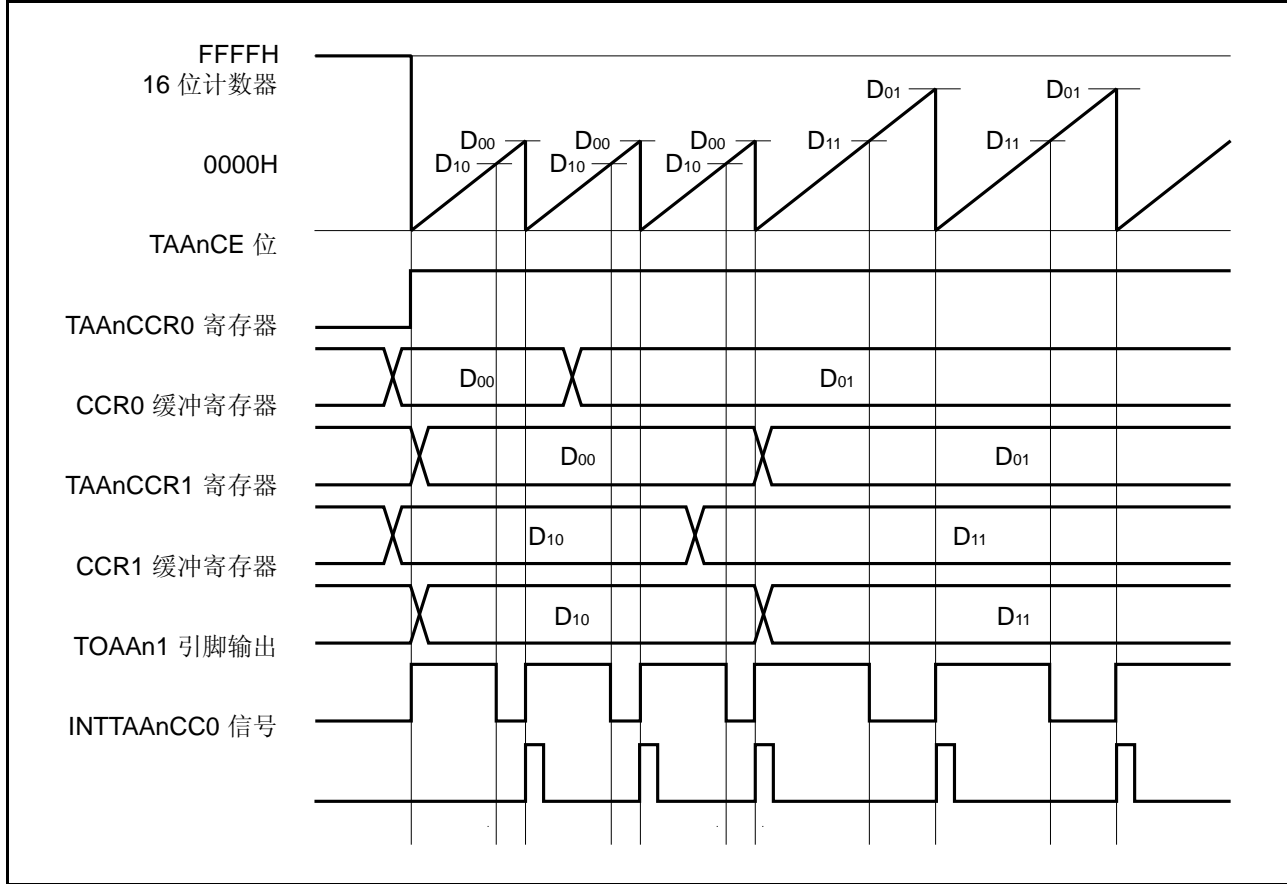 FFFFH
16 位计数器
D01 D01
D00 D00 D00 D11 D11
D10 D10 D10
0000H
TAAnCE 位
TAAnCCR0 寄存器
D00 D01
CCR0 缓冲寄存器
D00 D01
TAAnCCR1 寄存器
D10 D11
CCR1 缓冲寄存器
D10 D11
TOAAn1 引脚输出
INTTAAnCC0 信号